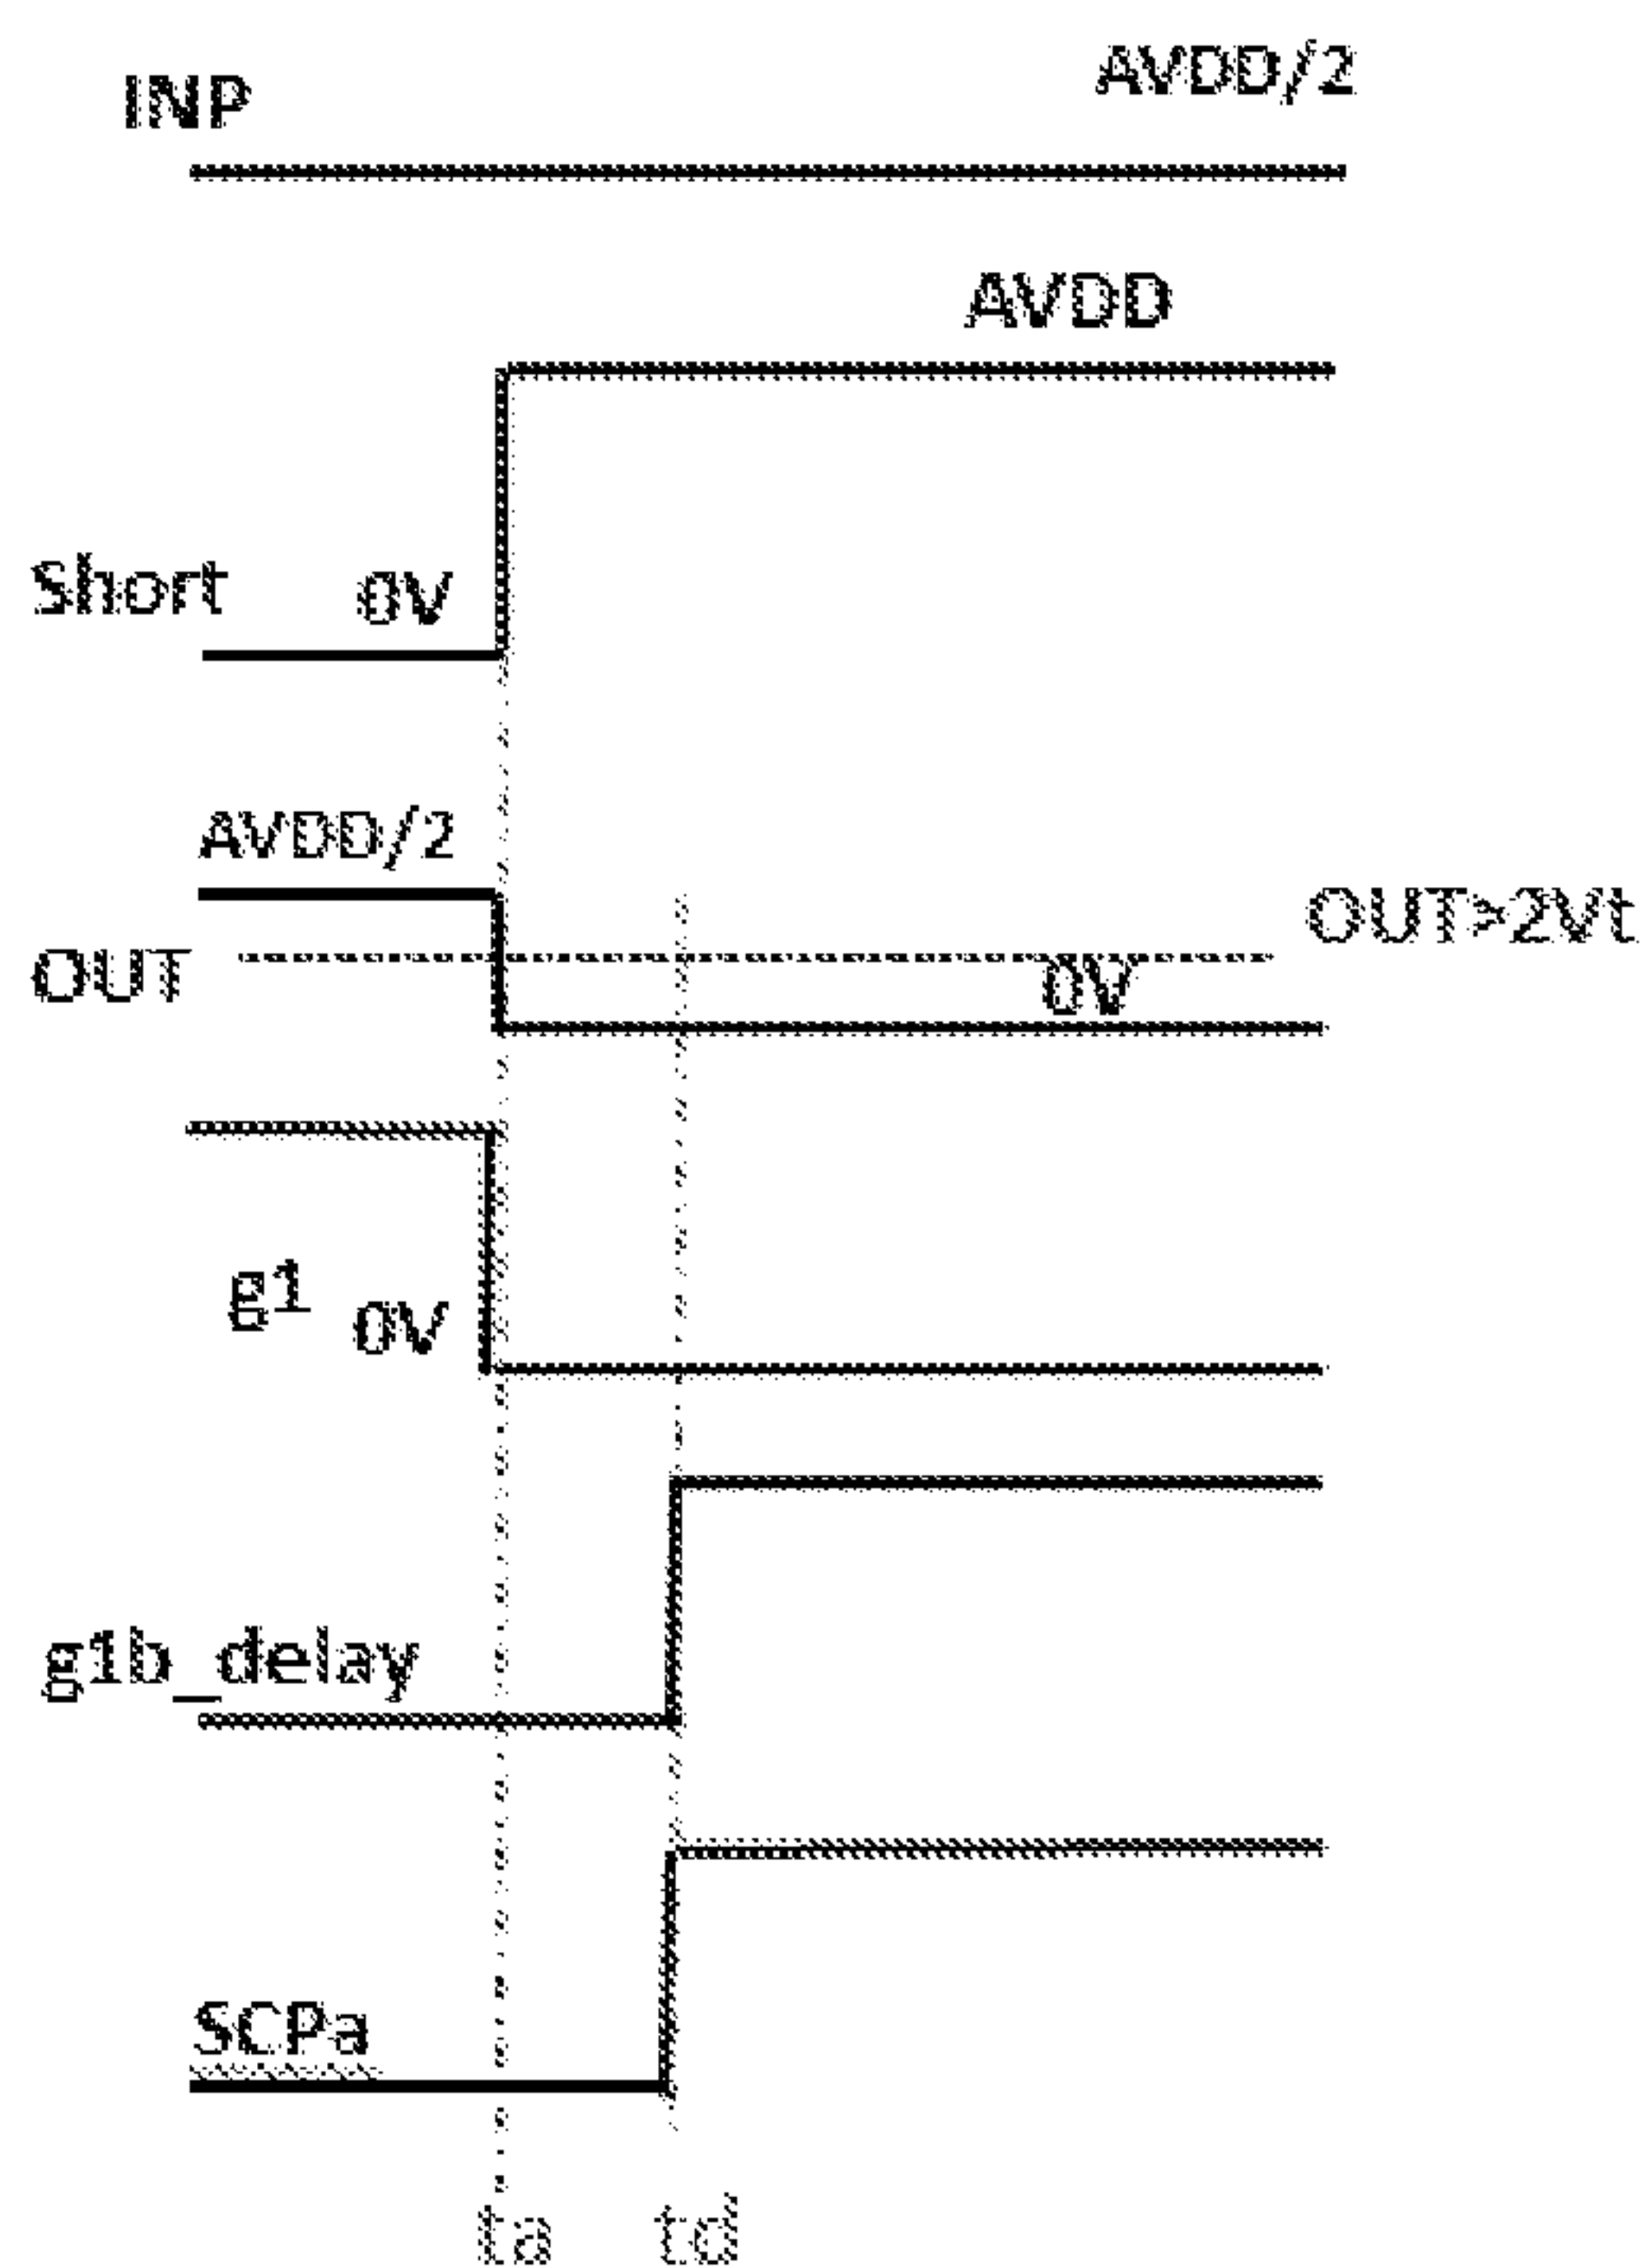 INP
AVDD/2
AVDD
Short
0V
AVDD/2
OUT>2Vt
OUT
0V
g1
0V
g1b_delay
SCPa
ta
td